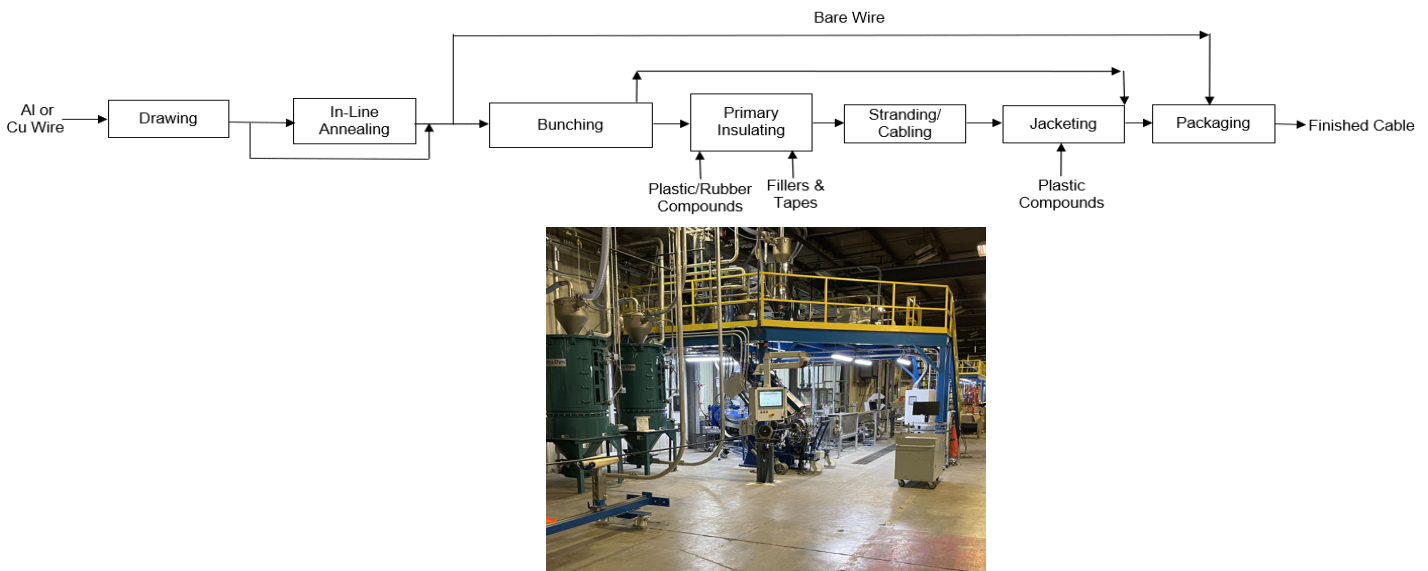 Bare Wire
Al or
Cu Wire
Drawing
In-Line
Annealing
Bunching
Primary
Insulating
Stranding/
Cabling
Jacketing
Packaging
Finished Cable
Plastic/Rubber
Compounds
Fillers &
Tapes
Plastic
Compounds